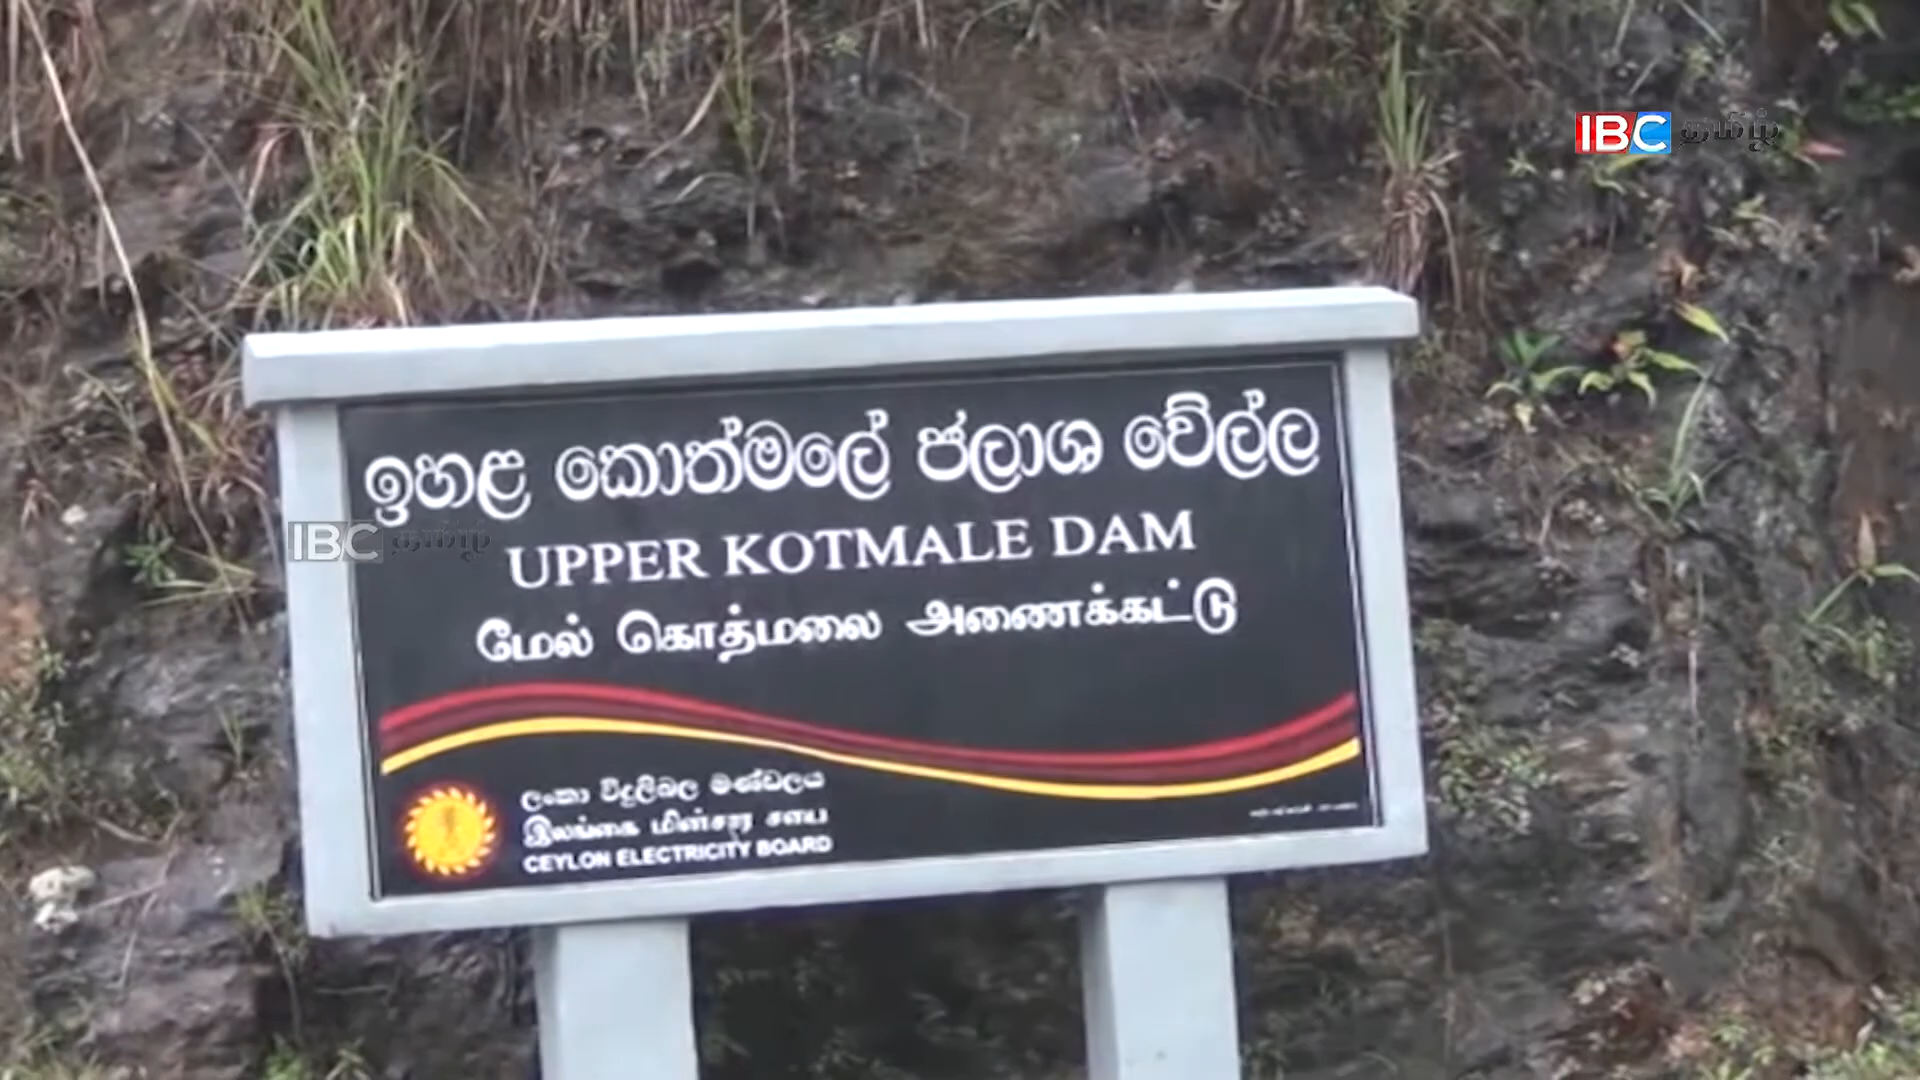 IBC தமிழ்
ඉහළ කොත්මලේ ජලාශ වේල්ල
IBC தமிழ்
UPPER KOTMALE DAM
மேல் கொத்மலை அணைக்கட்டு
ලංකා විදුලිබල මණ්ඩලය
இலங்கை மின்சார சபை
CEYLON ELECTRICITY BOARD